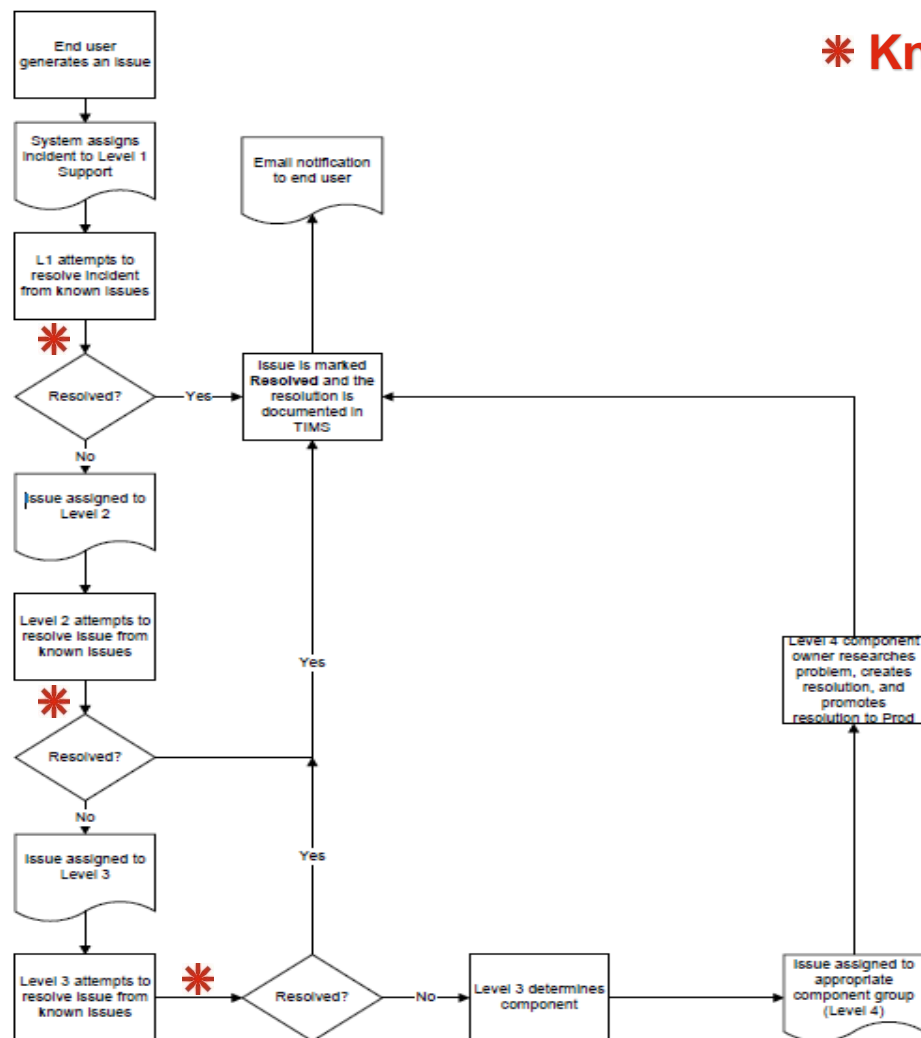 End user
generates an issue
✳ Kn
System assigns
incident to Level 1
Support
Email notification
to end user
L1 attempts to
resolve incident
from known issues
Resolved?
Yes
Issue is marked
Resolved and the
resolution is
documented in
TIMS
No
Issue assigned to
Level 2
Level 2 attempts to
resolve issue from
known issues
Yes
Level 4 component
owner researches
problem, creates
resolution, and
promotes
resolution to Prod
Resolved?
No
Issue assigned to
Level 3
Yes
Level 3 attempts to
resolve issue from
known issues
Resolved?
No
Level 3 determines
component
Issue assigned to
appropriate
component group
(Level 4)